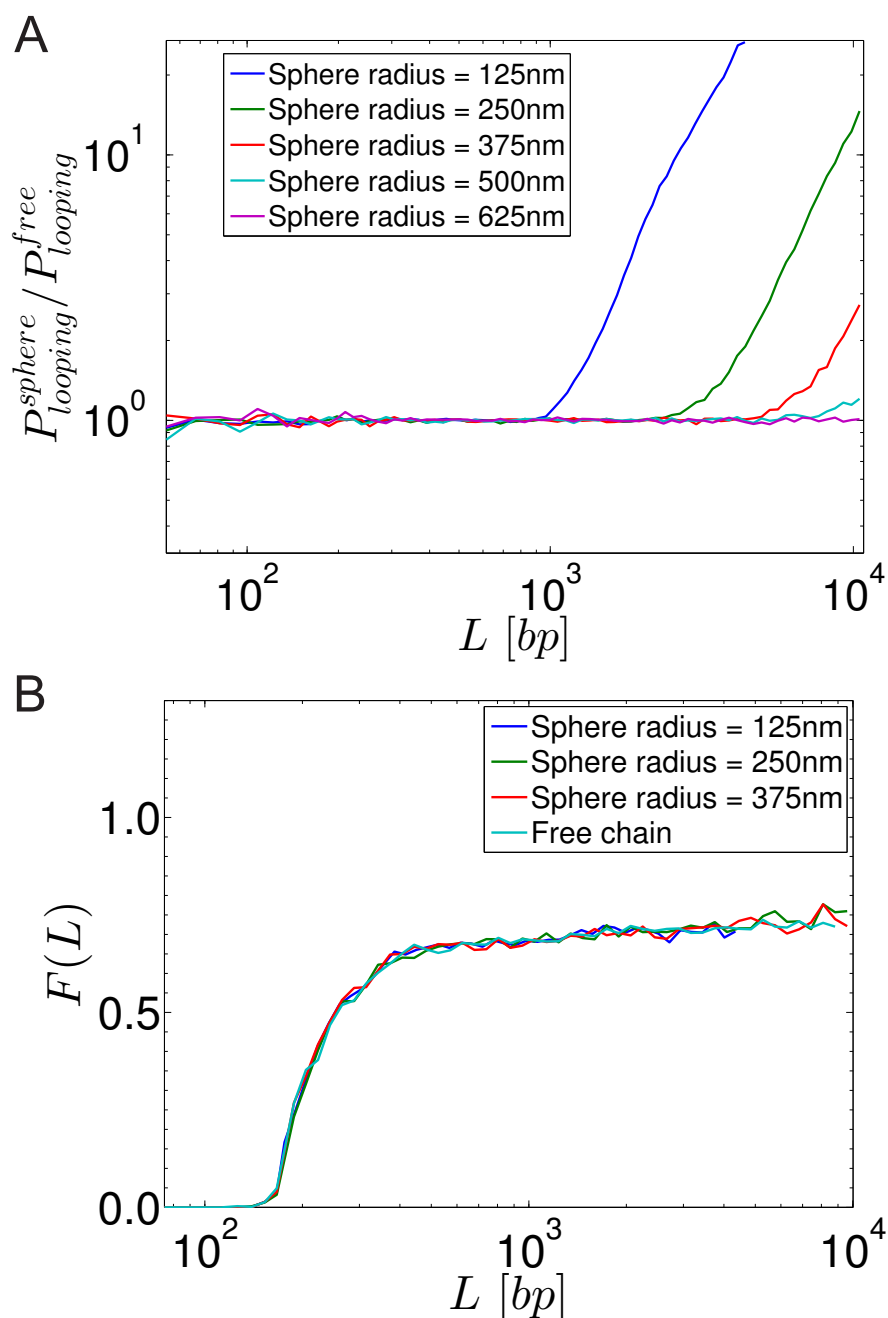 A
Sphere radius = 125nm
Sphere radius = 250nm
Sphere radius = 375nm
Sphere radius = 500nm
Sphere radius = 625nm
10^1
10^0
P^{sphere}_{looping} / P^{free}_{looping}
10^2 10^3 10^4
L [bp]
B
Sphere radius = 125nm
Sphere radius = 250nm
Sphere radius = 375nm
Free chain
1.0
0.5
0.0
F(L)
10^2 10^3 10^4
L [bp]